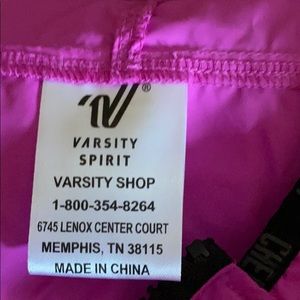 ®
VARSITY
SPIRIT
VARSITY SHOP
1-800-354-8264
6745 LENOX CENTER COURT
MEMPHIS, TN 38115
MADE IN CHINA